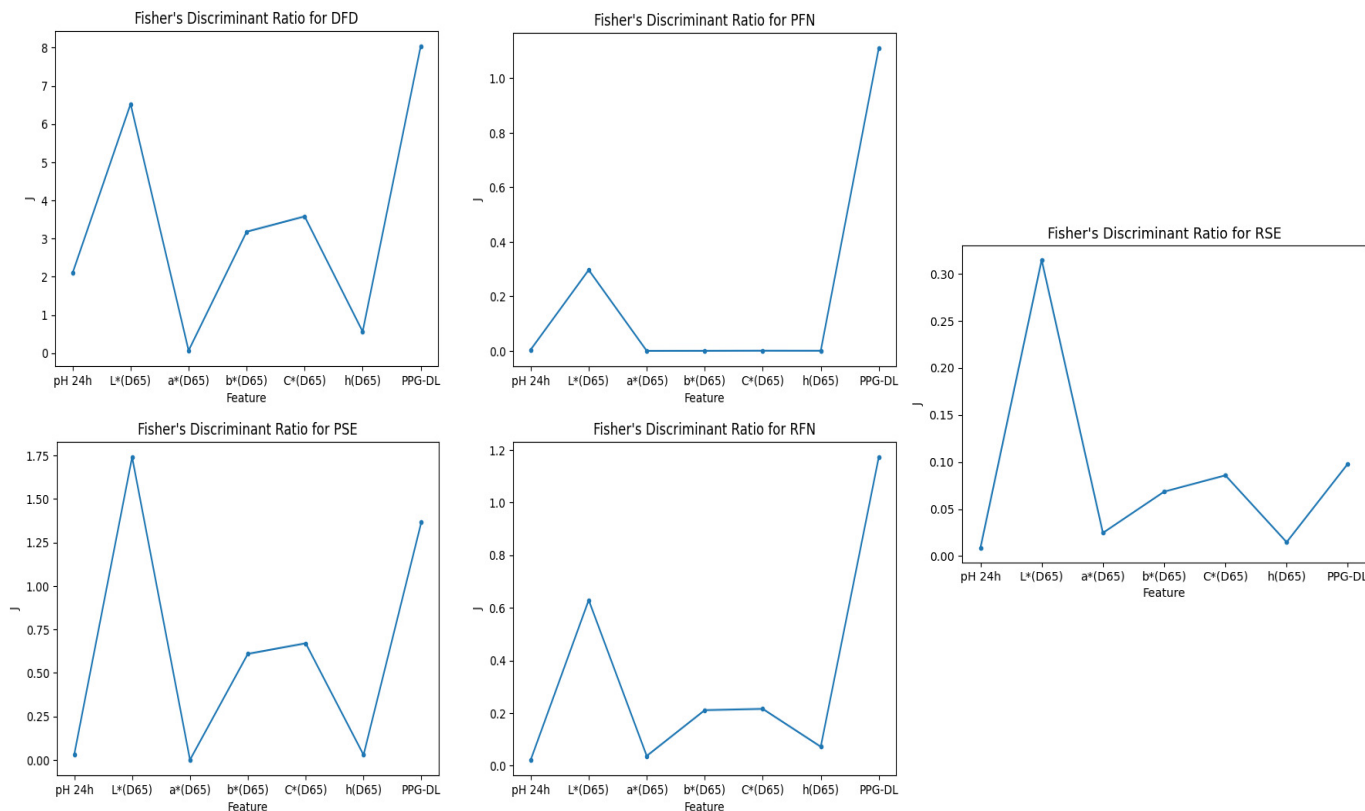 Fisher's Discriminant Ratio for DFD
8
7
6
5
4
3
2
1
0
J
pH 24h L*(D65) a*(D65) b*(D65) C*(D65) h(D65) PPG-DL
Feature
Fisher's Discriminant Ratio for PFN
1.0
0.8
0.6
0.4
0.2
0.0
J
pH 24h L*(D65) a*(D65) b*(D65) C*(D65) h(D65) PPG-DL
Feature
Fisher's Discriminant Ratio for RSE
0.30
0.25
0.20
0.15
0.10
0.05
0.00
J
pH 24h L*(D65) a*(D65) b*(D65) C*(D65) h(D65) PPG-DL
Feature
Fisher's Discriminant Ratio for PSE
1.75
1.50
1.25
1.00
0.75
0.50
0.25
0.00
J
pH 24h L*(D65) a*(D65) b*(D65) C*(D65) h(D65) PPG-DL
Feature
Fisher's Discriminant Ratio for RFN
1.2
1.0
0.8
0.6
0.4
0.2
0.0
J
pH 24h L*(D65) a*(D65) b*(D65) C*(D65) h(D65) PPG-DL
Feature